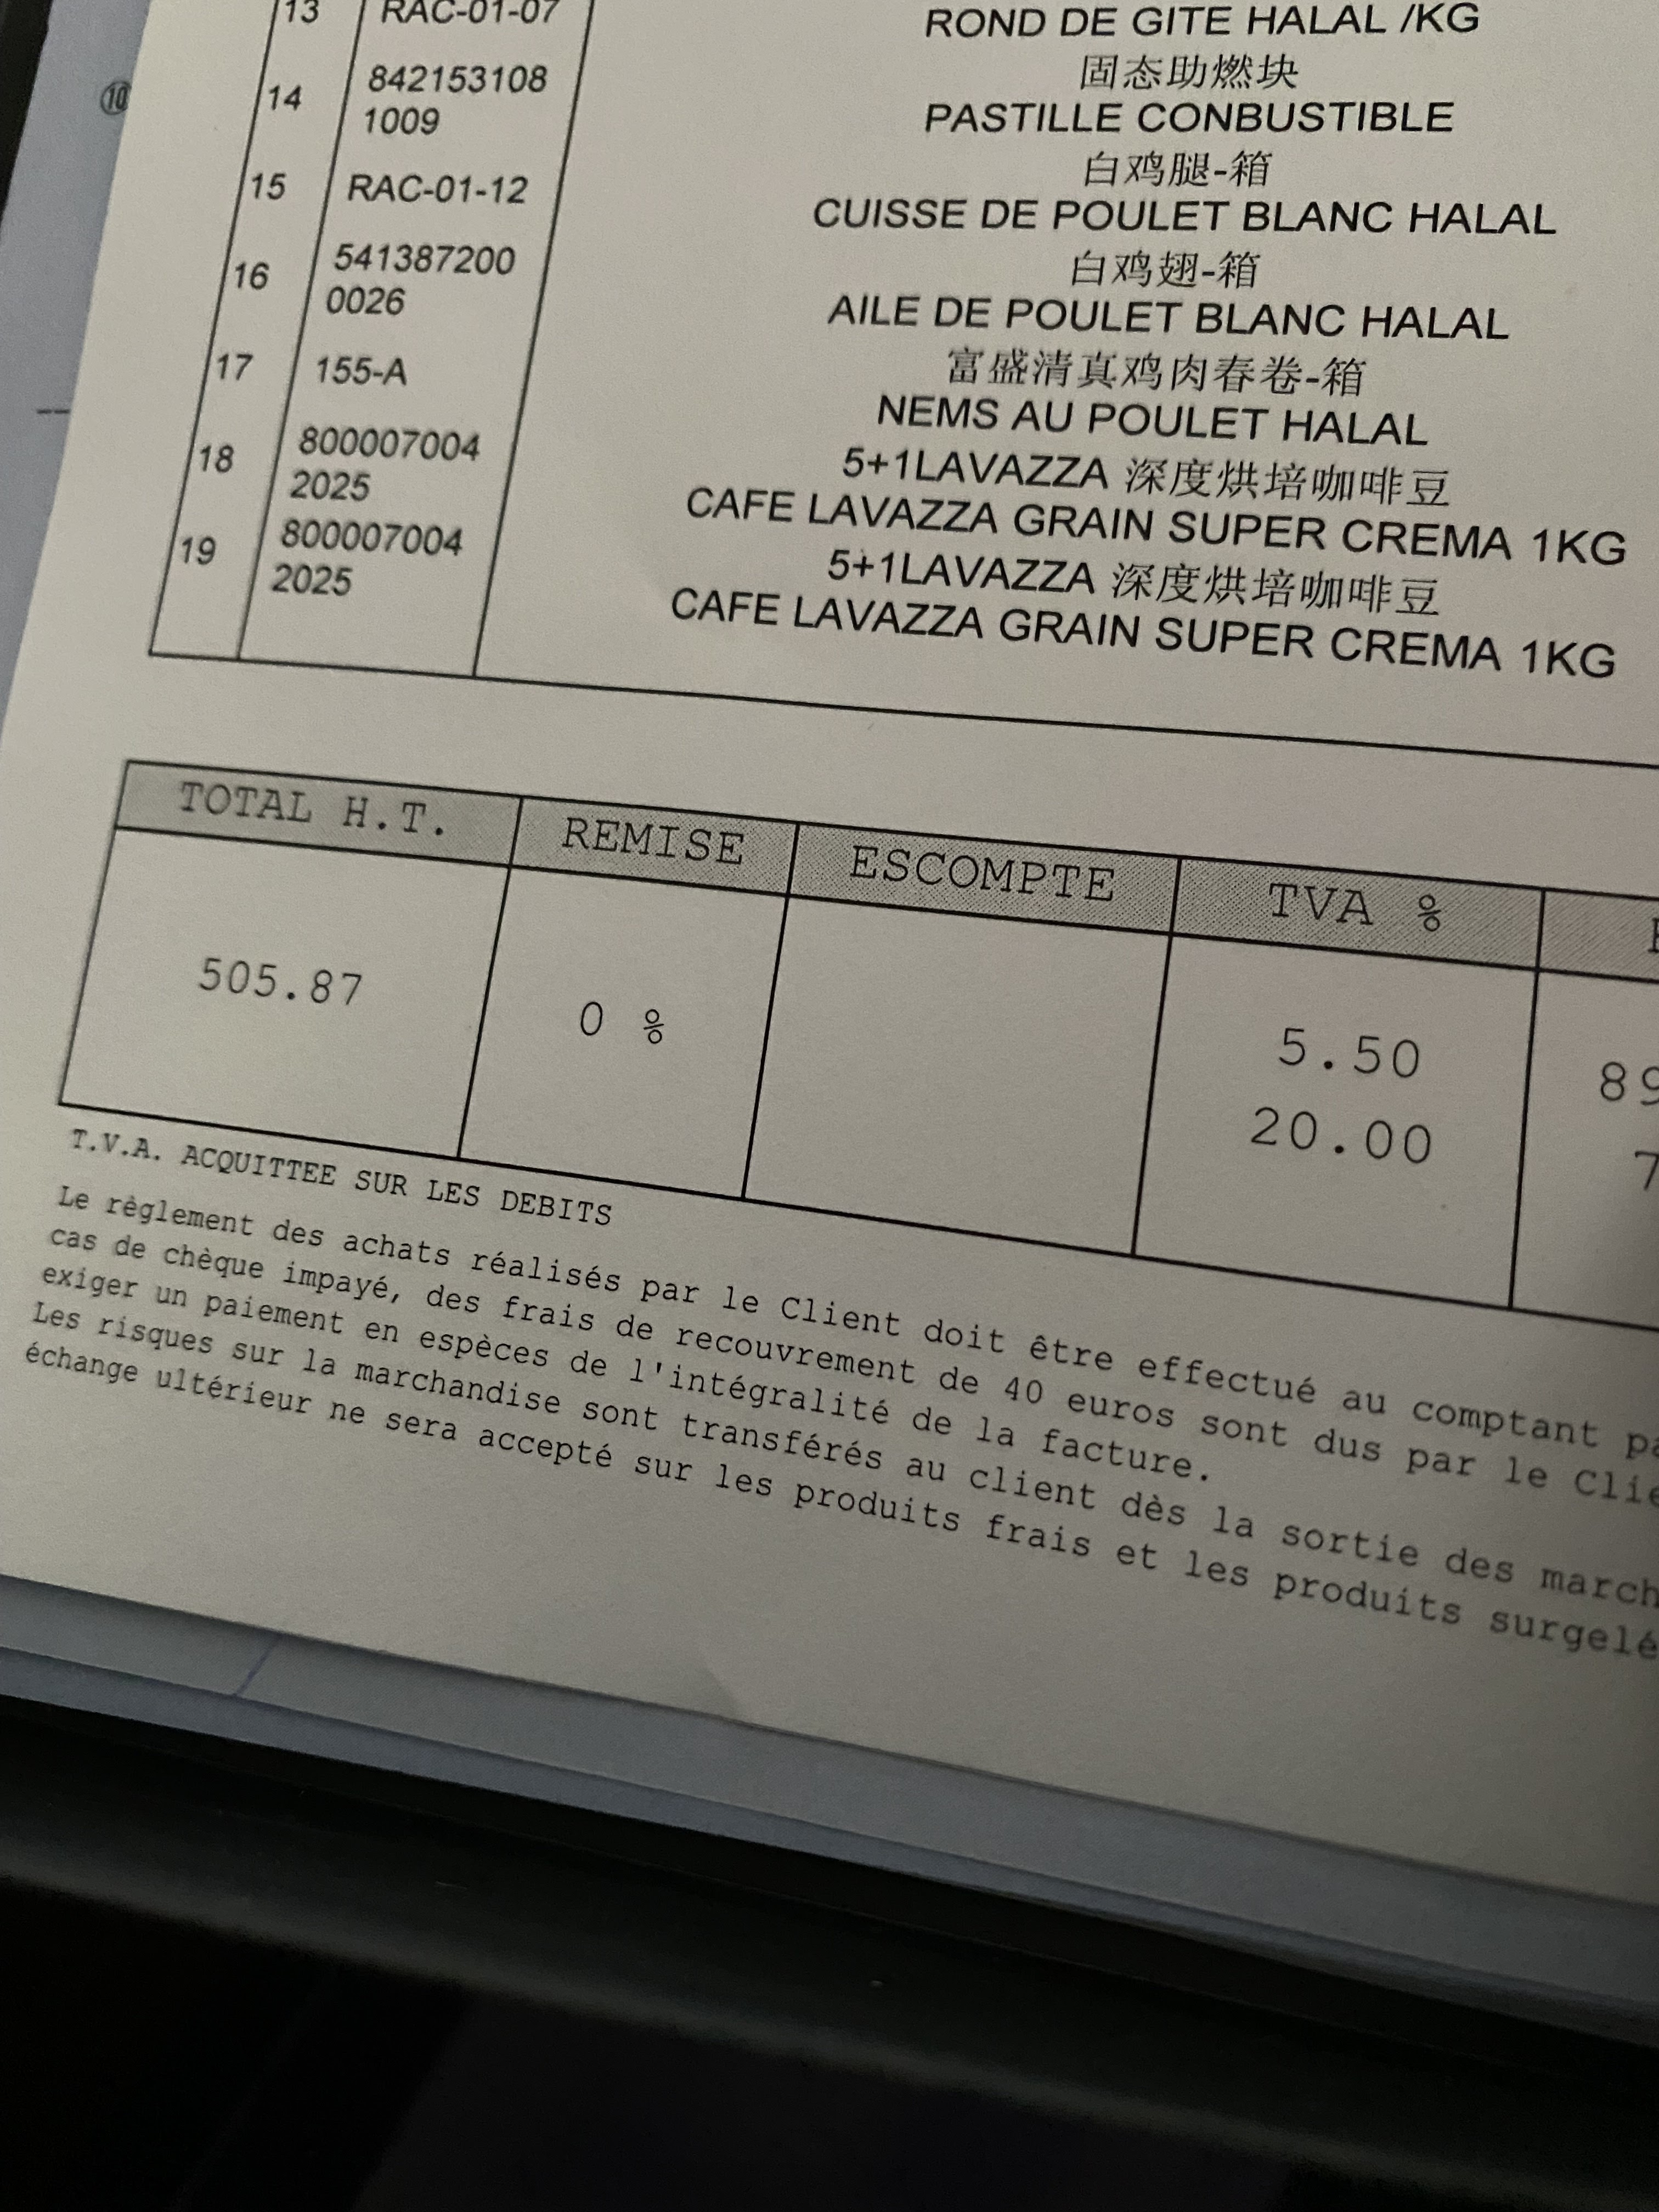 13 RAC-01-07 ROND DE GITE HALAL /KG
固态助燃块
14 842153108 1009 PASTILLE CONBUSTIBLE
白鸡腿-箱
15 RAC-01-12 CUISSE DE POULET BLANC HALAL
白鸡翅-箱
16 541387200 0026 AILE DE POULET BLANC HALAL
富盛清真鸡肉春卷-箱
17 155-A NEMS AU POULET HALAL
5+1LAVAZZA 深度烘培咖啡豆
18 800007004 2025 CAFE LAVAZZA GRAIN SUPER CREMA 1KG
5+1LAVAZZA 深度烘培咖啡豆
19 800007004 2025 CAFE LAVAZZA GRAIN SUPER CREMA 1KG
⑩
TOTAL H.T. REMISE ESCOMPTE TVA %
505.87 0 % 5.50 89
20.00 7
T.V.A. ACQUITTEE SUR LES DEBITS
Le règlement des achats réalisés par le Client doit être effectué au comptant
cas de chèque impayé, des frais de recouvrement de 40 euros sont dus par le Clie
exiger un paiement en espèces de l'intégralité de la facture.
Les risques sur la marchandise sont transférés au client dès la sortie des march
échange ultérieur ne sera accepté sur les produits frais et les produits surgelé